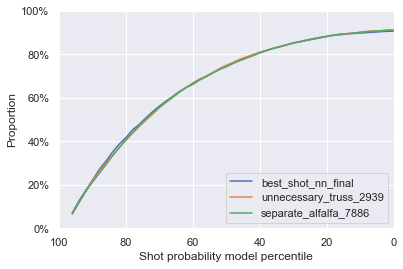 100%
80%
60%
40%
20%
0%
Proportion
best_shot_nn_final
unnecessary_truss_2939
separate_alfalfa_7886
100 80 60 40 20 0
Shot probability model percentile